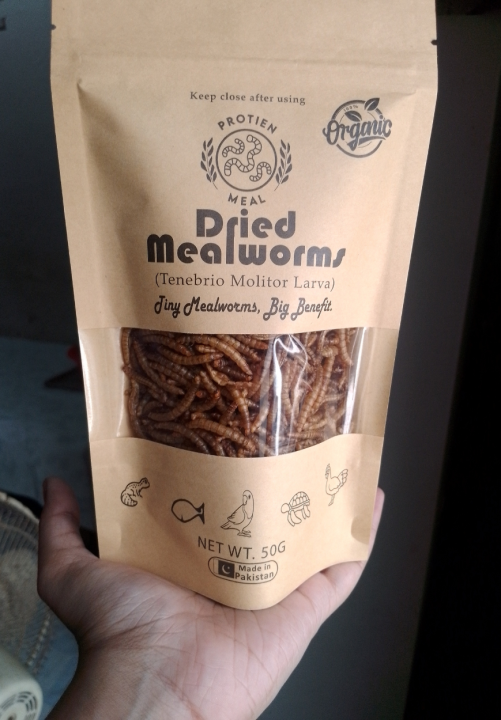 Keep close after using
PROTIEN
100%
Organic
MEAL
Dried
Mealworms
(Tenebrio Molitor Larva)
Tiny Mealworms, Big Benefit.
NET WT. 50G
Made in
Pakistan